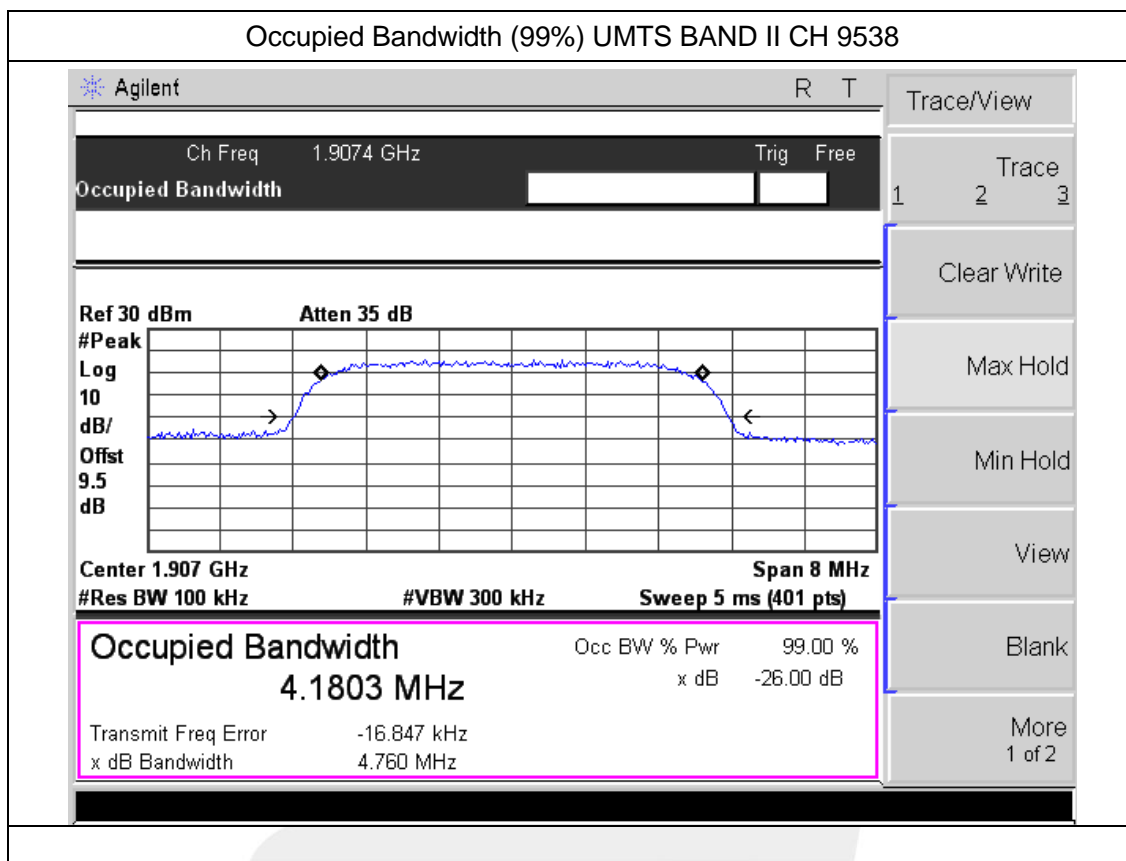 Occupied Bandwidth (99%) UMTS BAND II CH 9538
Agilent R T
Trace/View
Ch Freq 1.9074 GHz Trig Free
Occupied Bandwidth
Trace
1 2 3
Clear Write
Ref 30 dBm Atten 35 dB
#Peak
Log
10
dB/
Offst
9.5
dB
Max Hold
Min Hold
Center 1.907 GHz Span 8 MHz
#Res BW 100 kHz #VBW 300 kHz Sweep 5 ms (401 pts)
View
Occupied Bandwidth Occ BW % Pwr 99.00 %
4.1803 MHz x dB -26.00 dB
Blank
Transmit Freq Error -16.847 kHz
x dB Bandwidth 4.760 MHz
More
1 of 2